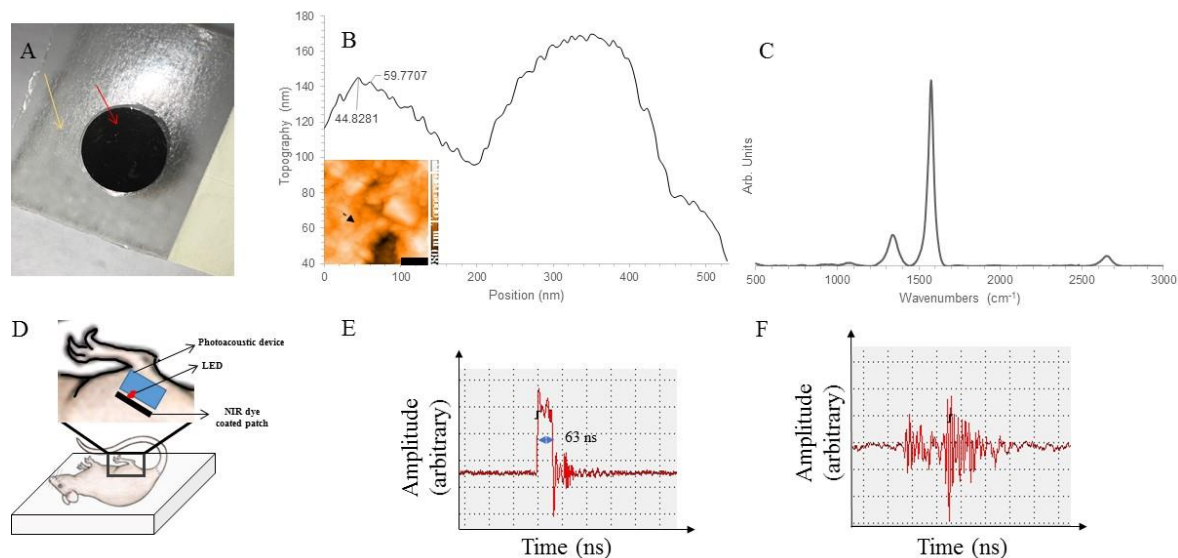 A
B
180
160
140
120
100
80
60
40
Topography (nm)
59.7707
44.8281
0
100
200
300
400
500
Position (nm)
C
Arb. Units
500
1000
1500
2000
2500
3000
Wavenumbers (cm⁻¹)
D
Photoacoustic device
LED
NIR dye
coated patch
E
Amplitude
(arbitrary)
63 ns
Time (ns)
F
Amplitude
(arbitrary)
Time (ns)